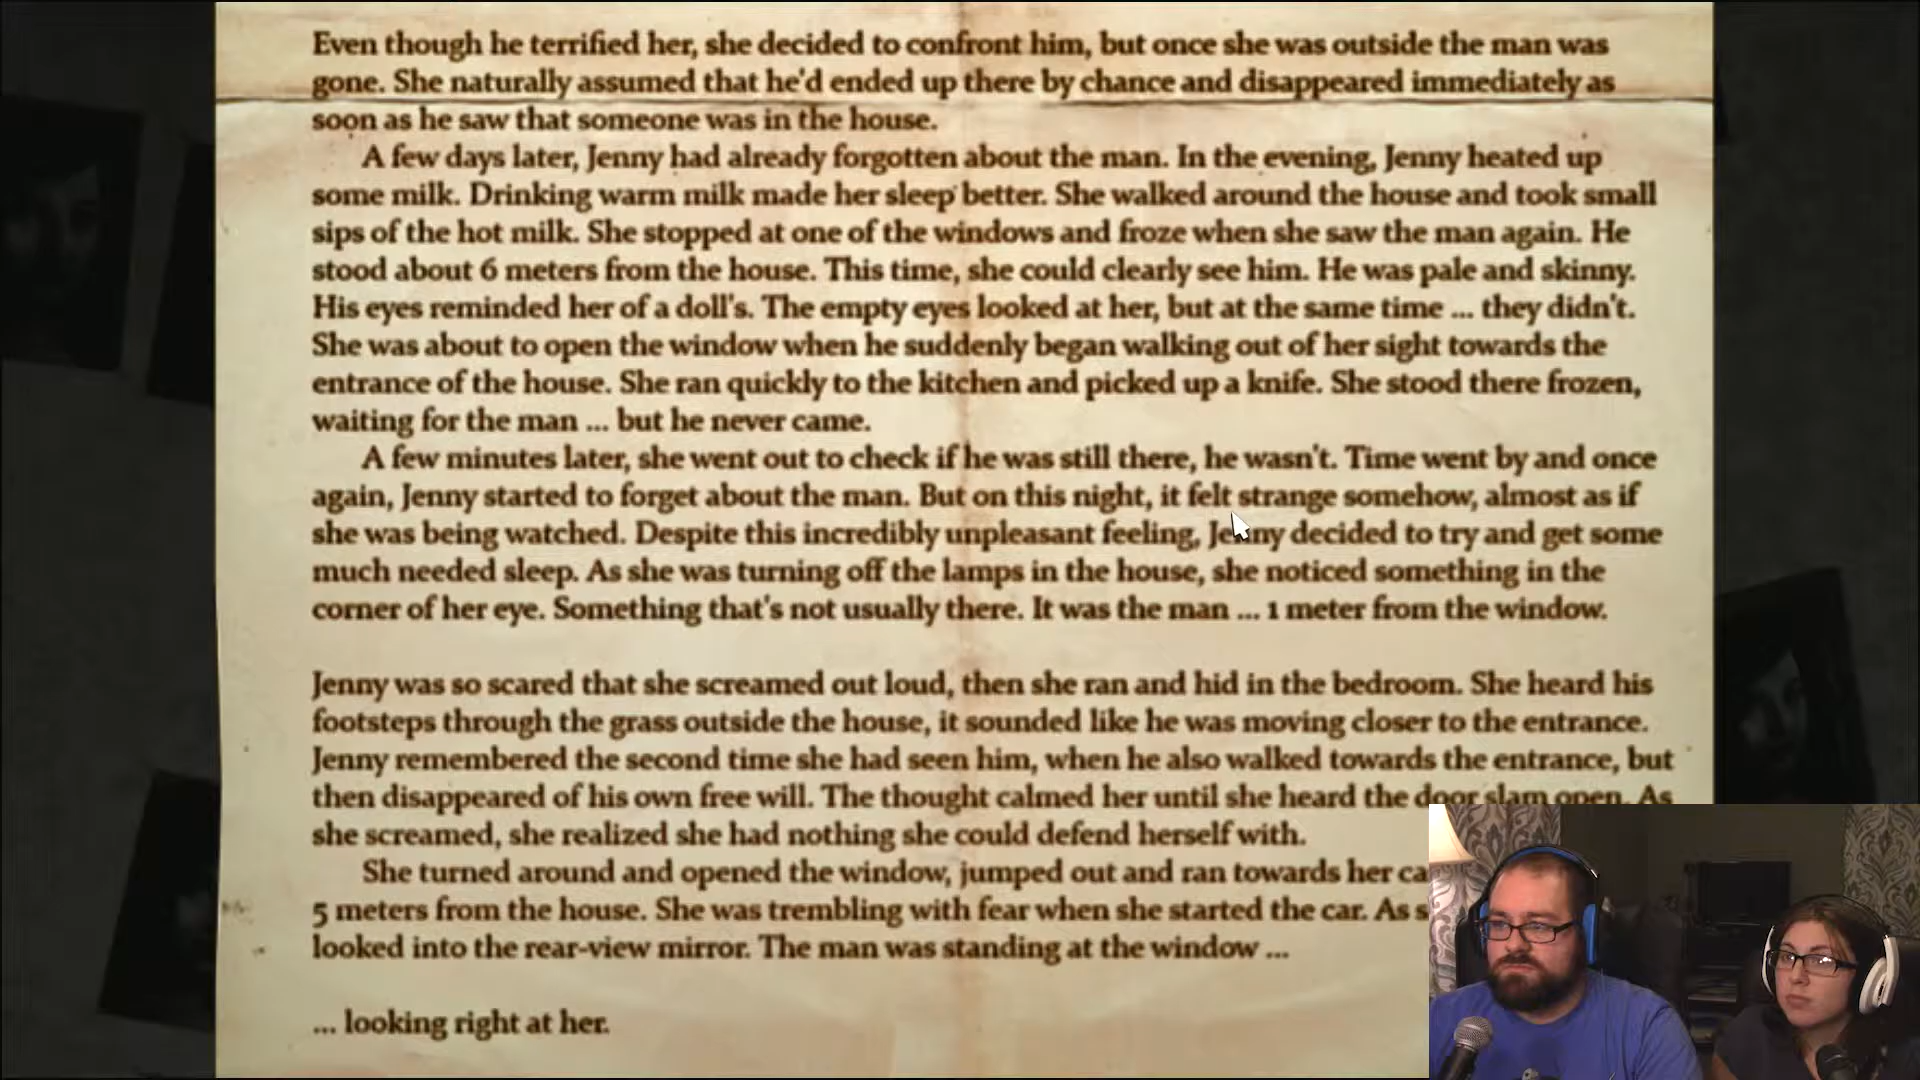 Even though he terrified her, she decided to confront him, but once she was outside the man was
gone. She naturally assumed that he'd ended up there by chance and disappeared immediately as
soon as he saw that someone was in the house.
A few days later, Jenny had already forgotten about the man. In the evening, Jenny heated up
some milk. Drinking warm milk made her sleep better. She walked around the house and took small
sips of the hot milk. She stopped at one of the windows and froze when she saw the man again. He
stood about 6 meters from the house. This time, she could clearly see him. He was pale and skinny.
His eyes reminded her of a doll's. The empty eyes looked at her, but at the same time ... they didn't.
She was about to open the window when he suddenly began walking out of her sight towards the
entrance of the house. She ran quickly to the kitchen and picked up a knife. She stood there frozen,
waiting for the man ... but he never came.
A few minutes later, she went out to check if he was still there, he wasn't. Time went by and once
again, Jenny started to forget about the man. But on this night, it felt strange somehow, almost as if
she was being watched. Despite this incredibly unpleasant feeling, Jenny decided to try and get some
much needed sleep. As she was turning off the lamps in the house, she noticed something in the
corner of her eye. Something that's not usually there. It was the man ... 1 meter from the window.
Jenny was so scared that she screamed out loud, then she ran and hid in the bedroom. She heard his
footsteps through the grass outside the house, it sounded like he was moving closer to the entrance.
Jenny remembered the second time she had seen him, when he also walked towards the entrance, but
then disappeared of his own free will. The thought calmed her until she heard the door slam open. As
she screamed, she realized she had nothing she could defend herself with.
She turned around and opened the window, jumped out and ran towards her
5 meters from the house. She was trembling with fear when she started the car. As
looked into the rear-view mirror. The man was standing at the window ...
... looking right at her.